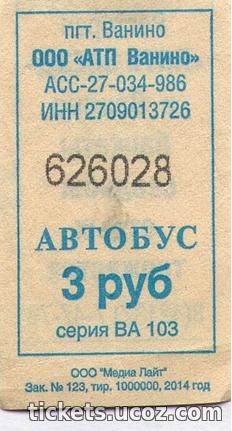 пгт. Ванино
ООО «АТП Ванино»
АСС-27-034-986
ИНН 2709013726
626028
АВТОБУС
3 руб
серия ВА 103
ООО "Медиа Лайт"
Зак. № 123, тир. 1000000, 2014 год
tickets.ucoz.com